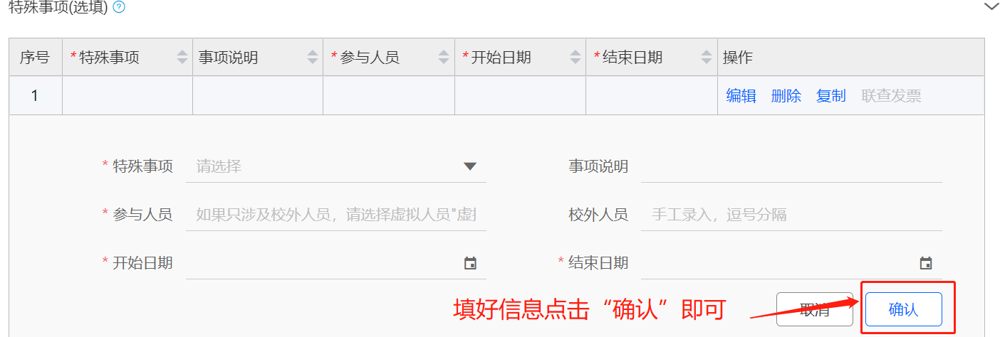 特殊事项(选填) ?
序号 *特殊事项 事项说明 *参与人员 *开始日期 *结束日期 操作
1 编辑 删除 复制 联查发票
* 特殊事项 请选择 事项说明
* 参与人员 如果只涉及校外人员，请选择虚拟人员"虚 校外人员 手工录入，逗号分隔
* 开始日期 * 结束日期
填好信息点击“确认”即可 取消 确认